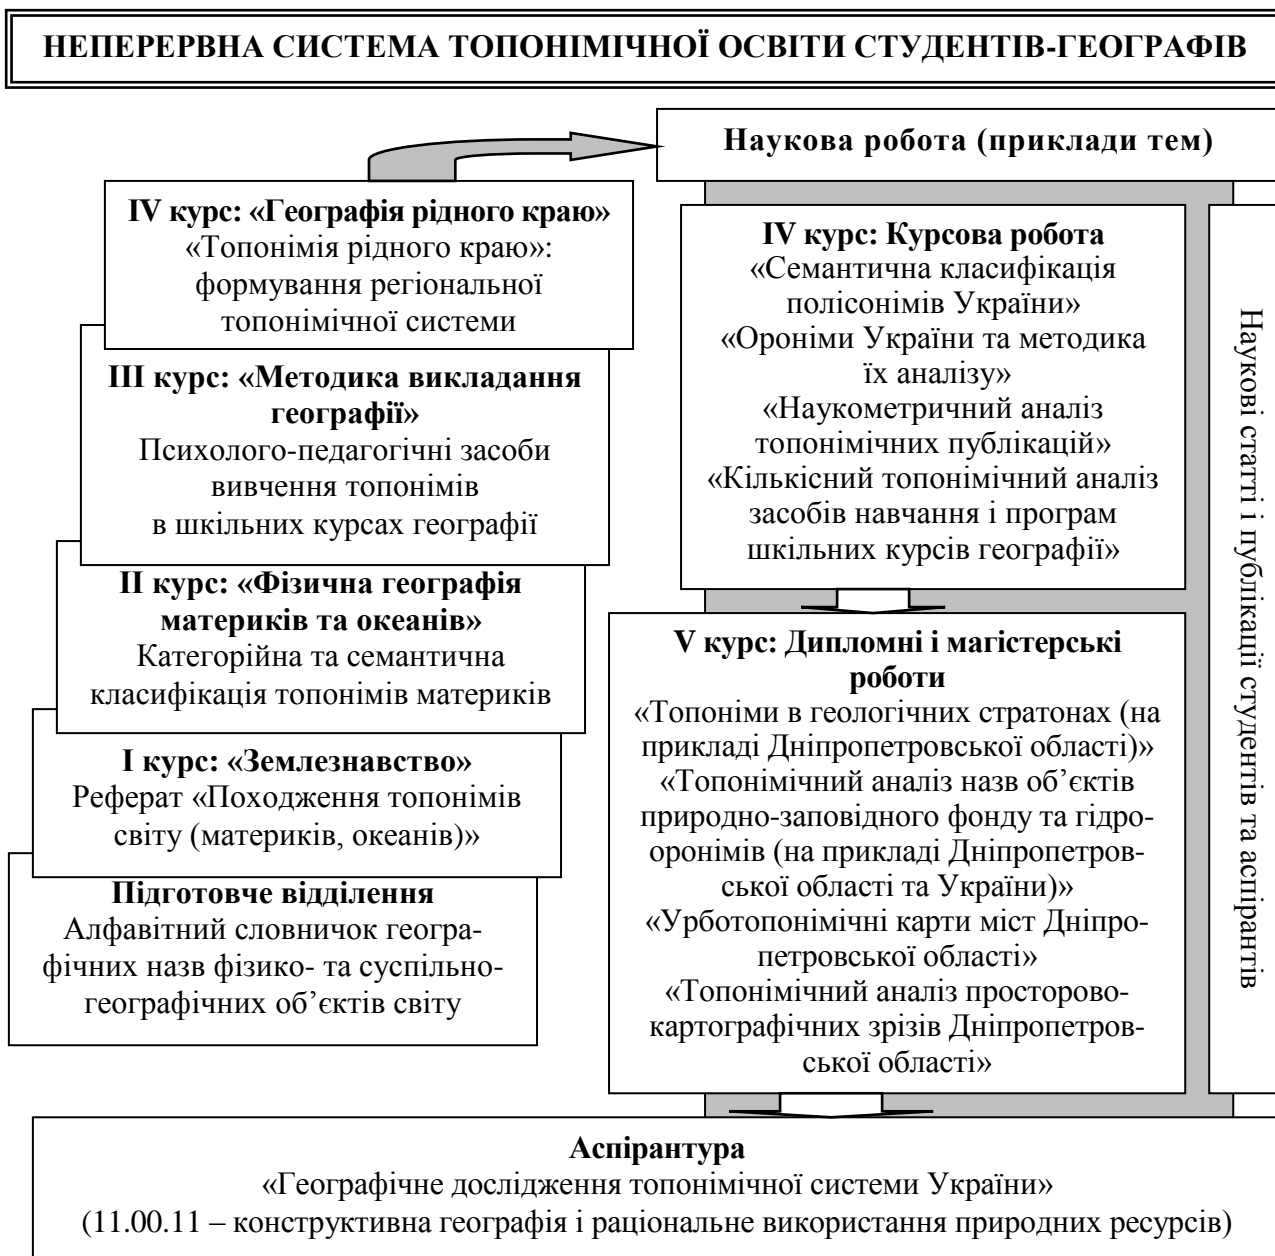 НЕПЕРЕРВНА СИСТЕМА ТОПОНІМІЧНОЇ ОСВІТИ СТУДЕНТІВ-ГЕОГРАФІВ
Наукова робота (приклади тем)
IV курс: «Географія рідного краю»
«Топонімія рідного краю»:
формування регіональної
топонімічної системи
III курс: «Методика викладання
географії»
Психолого-педагогічні засоби
вивчення топонімів
в шкільних курсах географії
II курс: «Фізична географія
материків та океанів»
Категорійна та семантична
класифікація топонімів материків
I курс: «Землезнавство»
Реферат «Походження топонімів
світу (материків, океанів)»
Підготовче відділення
Алфавітний словничок геогра-
фічних назв фізико- та суспільно-
географічних об’єктів світу
IV курс: Курсова робота
«Семантична класифікація
полісонімів України»
«Ороніми України та методика
їх аналізу»
«Наукометричний аналіз
топонімічних публікацій»
«Кількісний топонімічний аналіз
засобів навчання і програм
шкільних курсів географії»
V курс: Дипломні і магістерські
роботи
«Топоніми в геологічних стратонах (на
прикладі Дніпропетровської області)»
«Топонімічний аналіз назв об’єктів
природно-заповідного фонду та гідро-
оронімів (на прикладі Дніпропетров-
ської області та України)»
«Урботопонімічні карти міст Дніпро-
петровської області»
«Топонімічний аналіз просторово-
картографічних зрізів Дніпропетров-
ської області»
Наукові статті і публікації студентів та аспірантів
Аспірантура
«Географічне дослідження топонімічної системи України»
(11.00.11 – конструктивна географія і раціональне використання природних ресурсів)